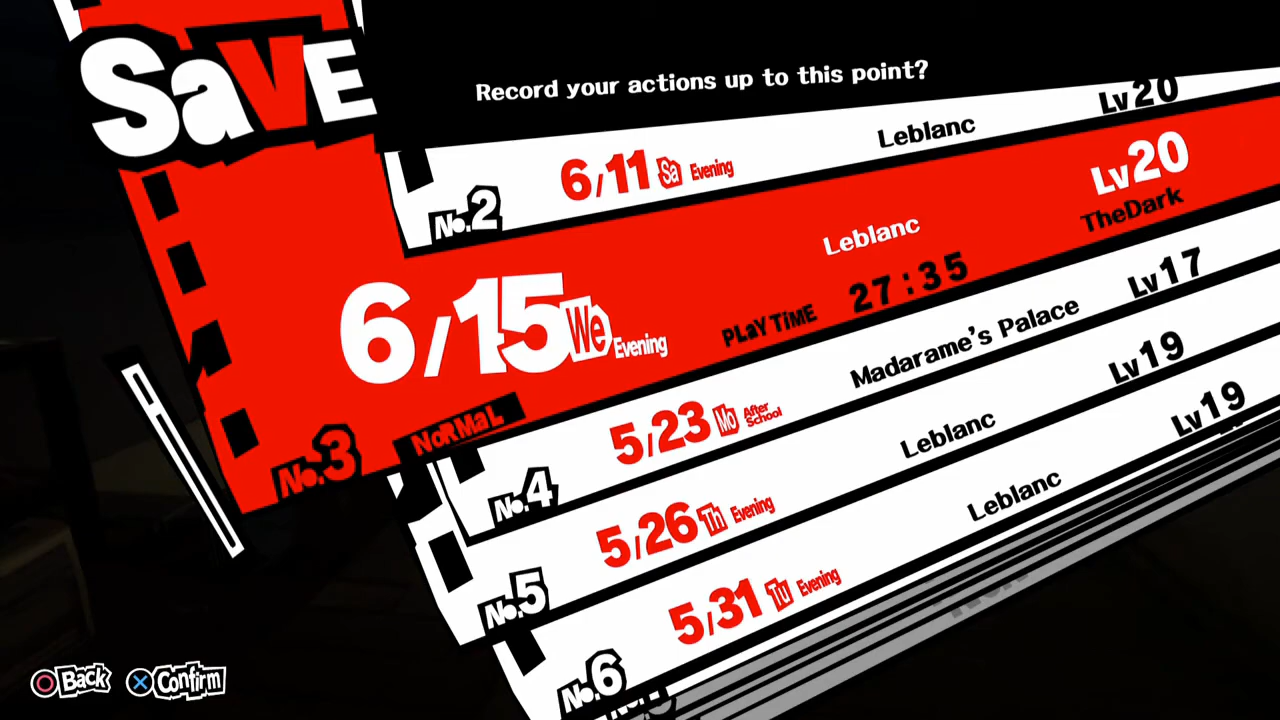 SaVE
Record your actions up to this point?
No.2 6/11 Sa Evening Leblanc Lv20
No.3 6/15 We Evening Leblanc Lv20
NoRMaL PLaY TiME 27:35 TheDark
No.4 5/23 Mo After School Madarame's Palace Lv17
No.5 5/26 Th Evening Leblanc Lv19
No.6 5/31 Tu Evening Leblanc Lv19
Back Confirm